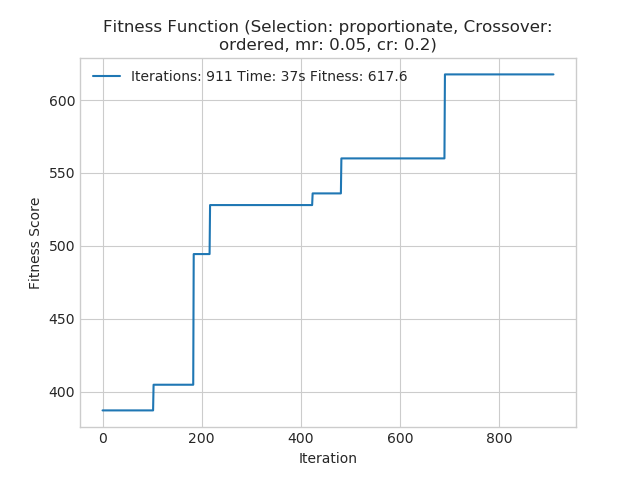 Fitness Function (Selection: proportionate, Crossover:
ordered, mr: 0.05, cr: 0.2)
Iterations: 911 Time: 37s Fitness: 617.6
600
550
500
450
400
Fitness Score
0 200 400 600 800
Iteration